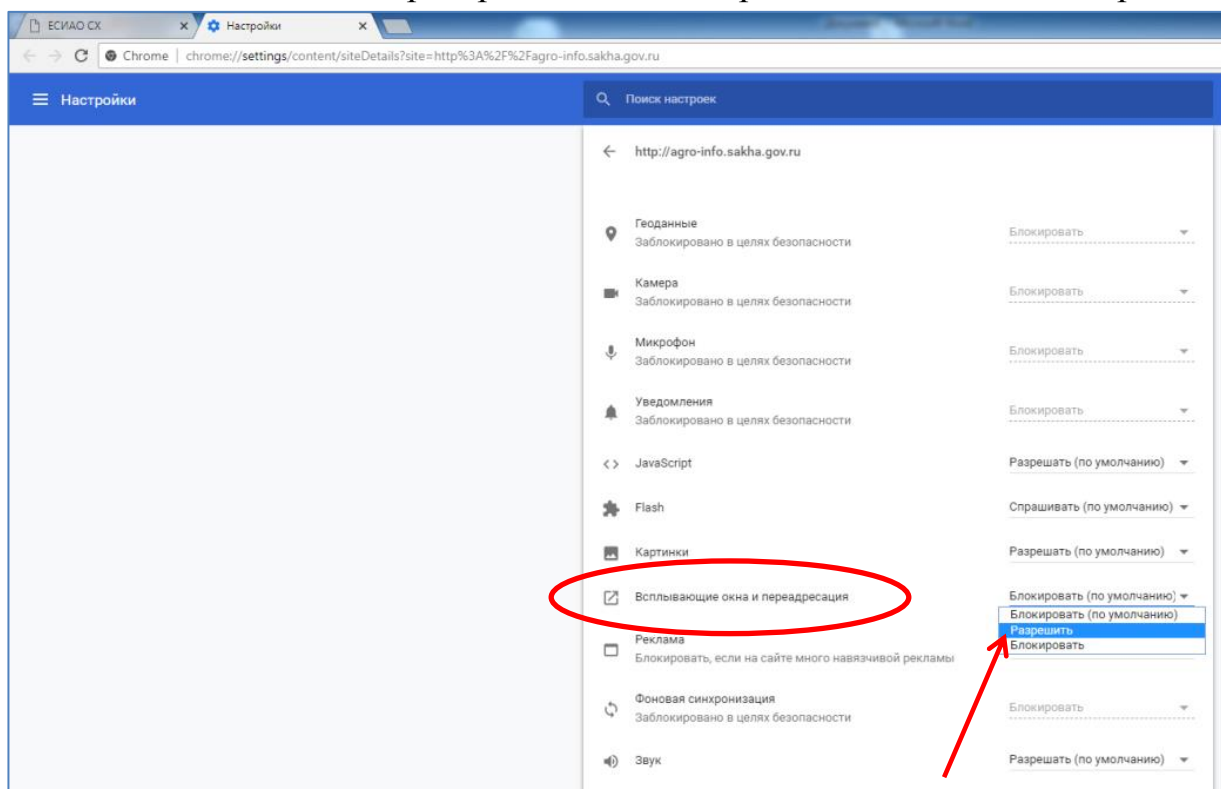 ЕСИАО СХ
Настройки
Chrome | chrome://settings/content/siteDetails?site=http%3A%2F%2Fagro-info.sakha.gov.ru
Настройки
Поиск настроек
http://agro-info.sakha.gov.ru
Геоданные
Заблокировано в целях безопасности
Блокировать
Камера
Заблокировано в целях безопасности
Блокировать
Микрофон
Заблокировано в целях безопасности
Блокировать
Уведомления
Заблокировано в целях безопасности
Блокировать
JavaScript
Разрешать (по умолчанию)
Flash
Спрашивать (по умолчанию)
Картинки
Разрешать (по умолчанию)
Всплывающие окна и переадресация
Блокировать (по умолчанию)
Блокировать (по умолчанию)
Разрешить
Блокировать
Реклама
Блокировать, если на сайте много навязчивой рекламы
Фоновая синхронизация
Заблокировано в целях безопасности
Блокировать
Звук
Разрешать (по умолчанию)